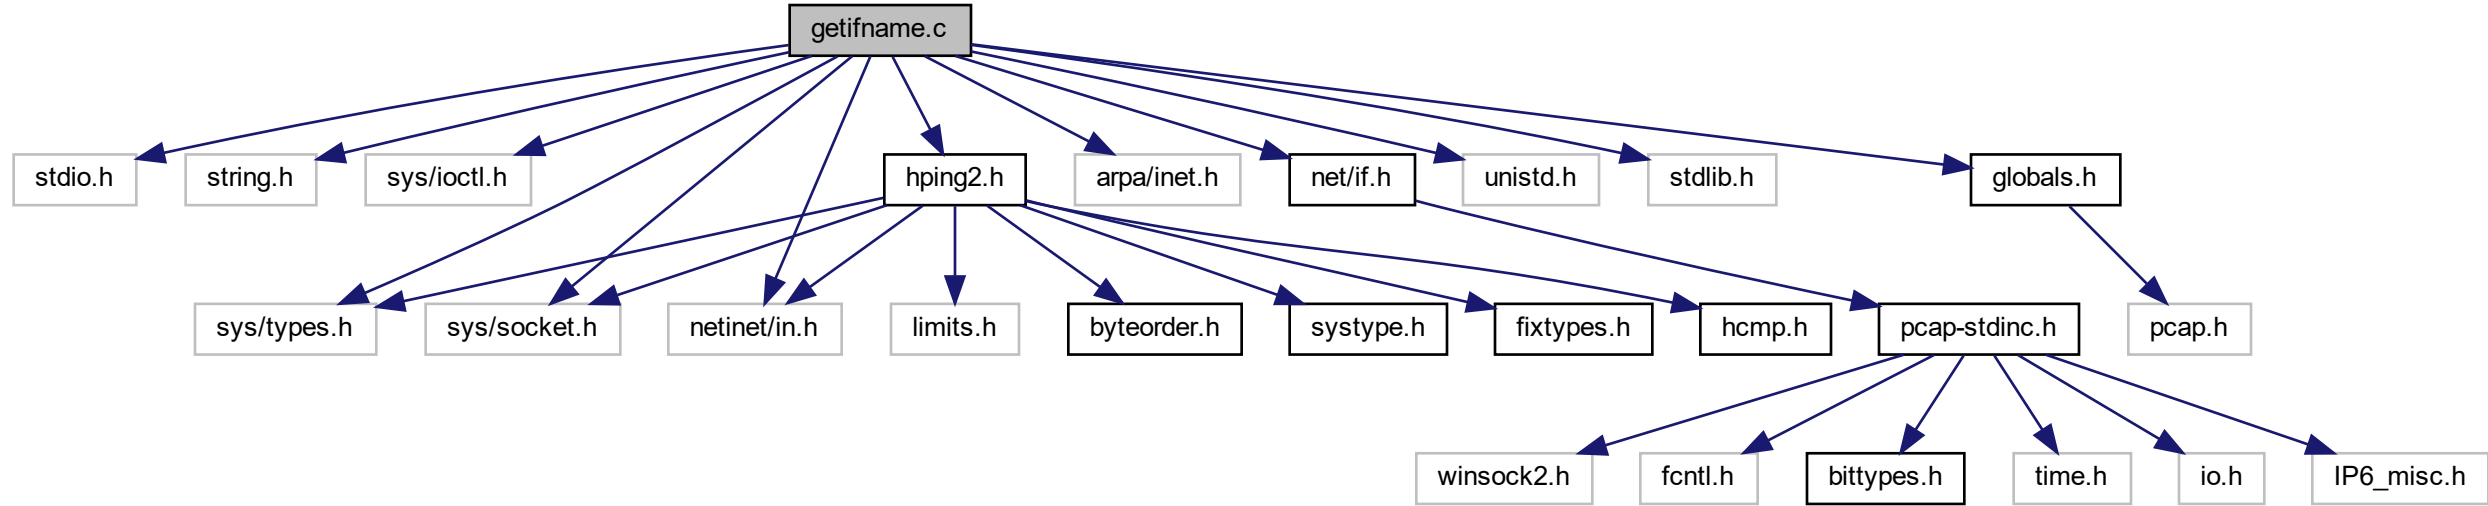 getifname.c
stdio.h
string.h
sys/ioctl.h
hping2.h
arpa/inet.h
net/if.h
unistd.h
stdlib.h
globals.h
sys/types.h
sys/socket.h
netinet/in.h
limits.h
byteorder.h
systype.h
fixtypes.h
hcmp.h
pcap-stdinc.h
pcap.h
winsock2.h
fcntl.h
bittypes.h
time.h
io.h
IP6_misc.h